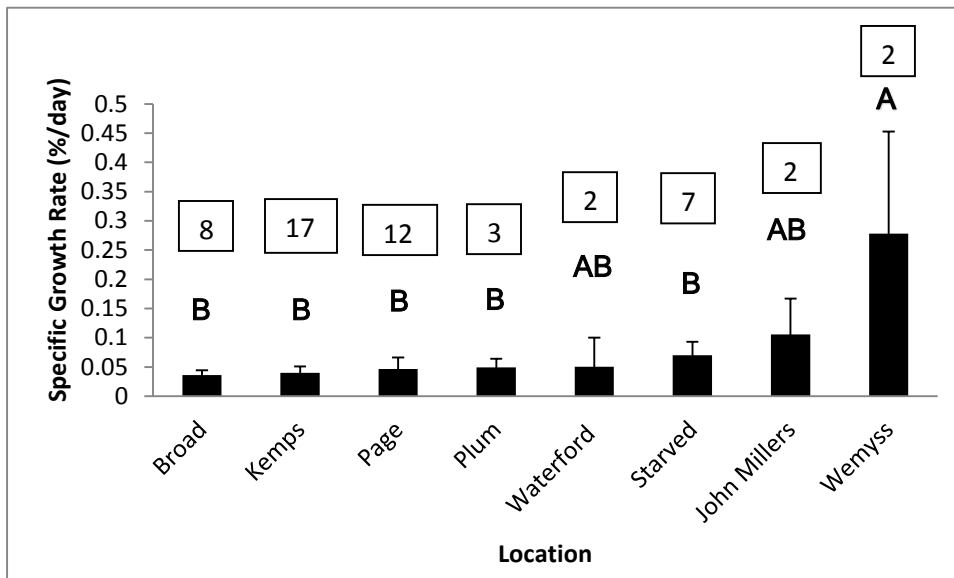 2
A
0.5
0.45
0.4
0.35
0.3
0.25
0.2
0.15
0.1
0.05
0
Specific Growth Rate (%/day)
8 17 12 3 2 7 2
B B B B AB B AB
Broad
Kemps
Page
Plum
Waterford
Starved
John Millers
Wemyss
Location